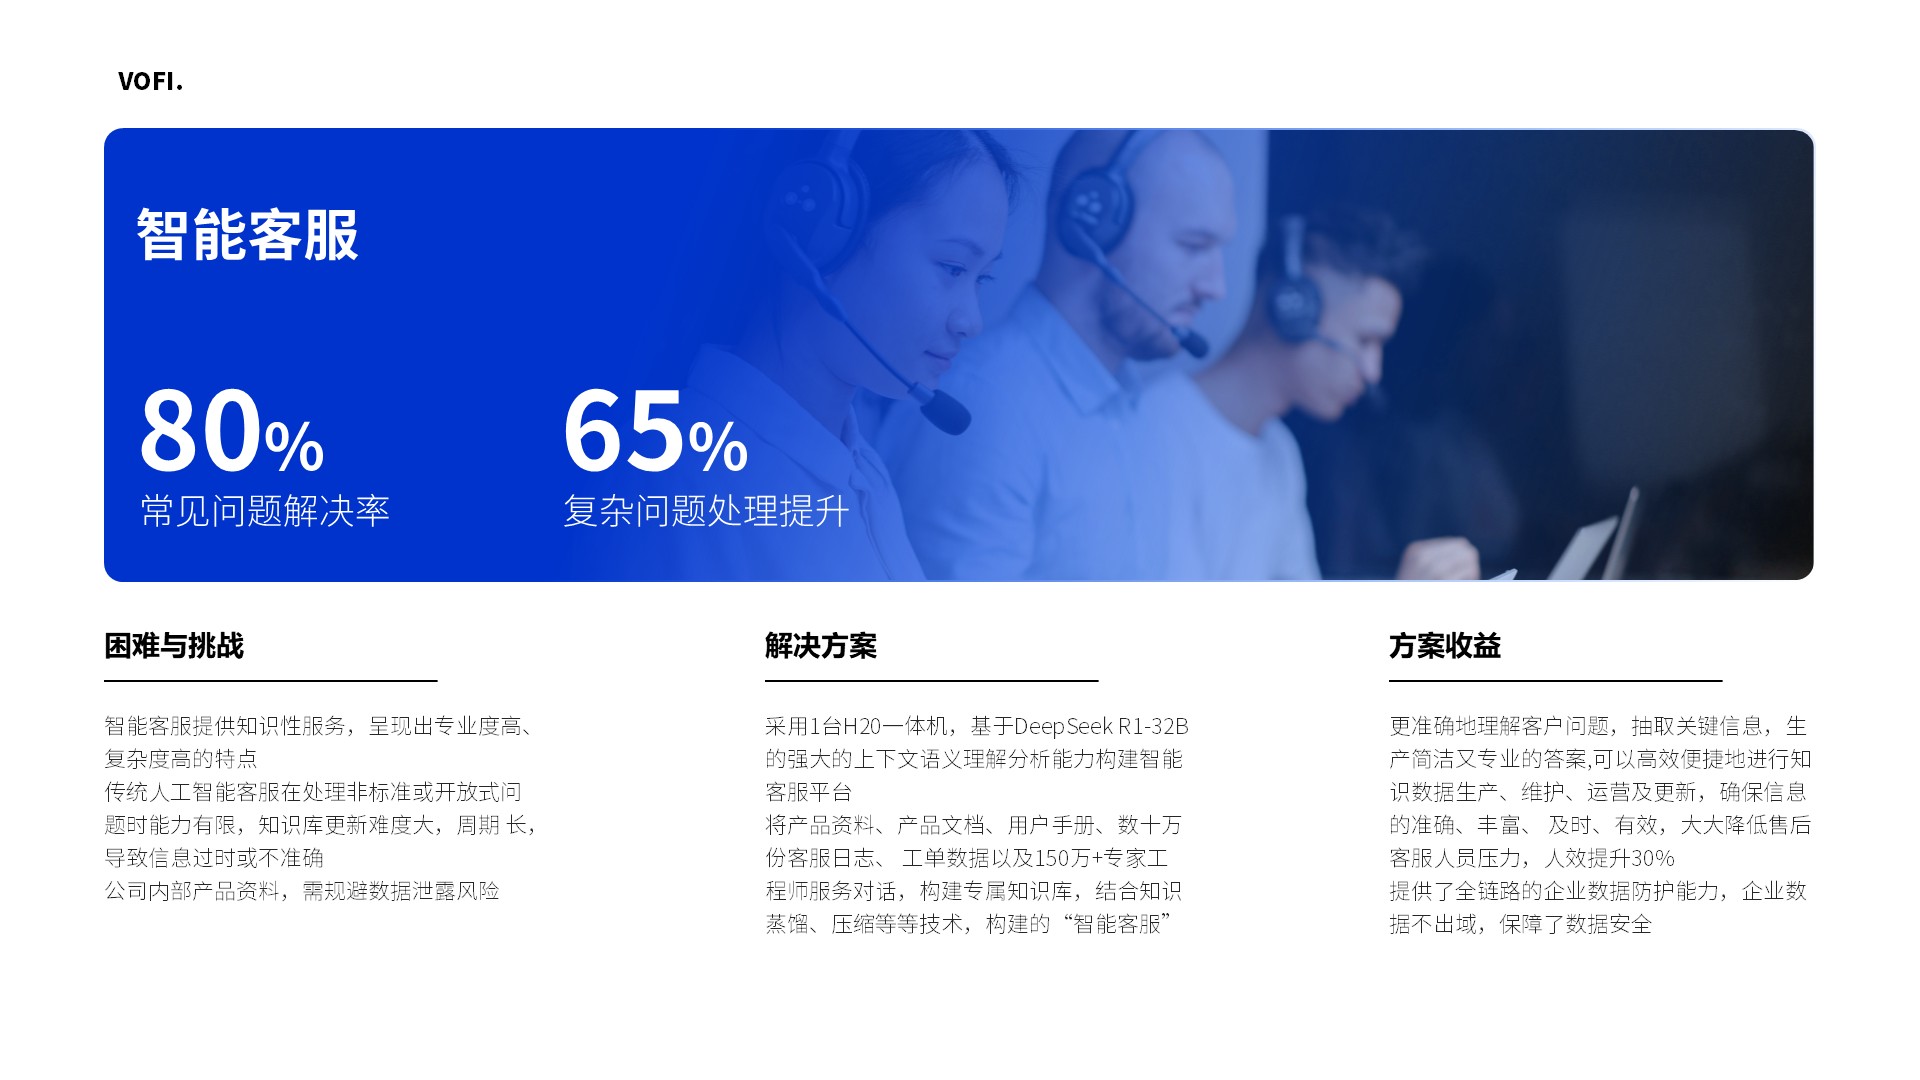 VOFI.
智能客服
80%
常见问题解决率
65%
复杂问题处理提升
困难与挑战
智能客服提供知识性服务，呈现出专业度高、
复杂度高的特点
传统人工智能客服在处理非标准或开放式问
题时能力有限，知识库更新难度大，周期 长，
导致信息过时或不准确
公司内部产品资料，需规避数据泄露风险
解决方案
采用1台H20一体机，基于DeepSeek R1-32B
的强大的上下文语义理解分析能力构建智能
客服平台
将产品资料、产品文档、用户手册、数十万
份客服日志、 工单数据以及150万+专家工
程师服务对话，构建专属知识库，结合知识
蒸馏、压缩等等技术，构建的“智能客服”
方案收益
更准确地理解客户问题，抽取关键信息，生
产简洁又专业的答案,可以高效便捷地进行知
识数据生产、维护、运营及更新，确保信息
的准确、丰富、 及时、有效，大大降低售后
客服人员压力，人效提升30%
提供了全链路的企业数据防护能力，企业数
据不出域，保障了数据安全